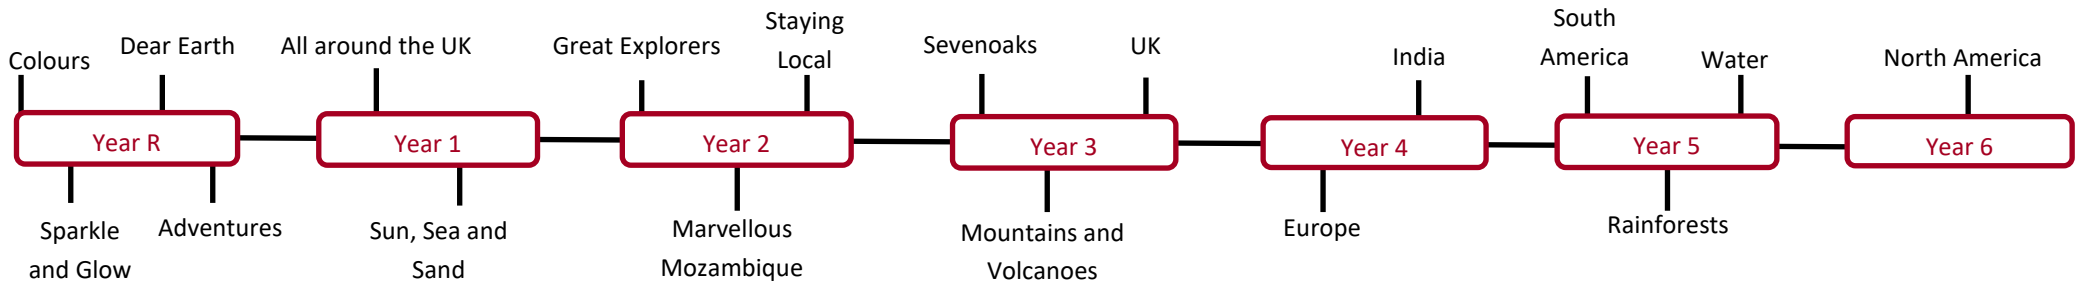 Colours
Dear Earth
All around the UK
Great Explorers
Staying
Local
Sevenoaks
UK
India
South
America
Water
North America
Year R
Year 1
Year 2
Year 3
Year 4
Year 5
Year 6
Sparkle
and Glow
Adventures
Sun, Sea and
Sand
Marvellous
Mozambique
Mountains and
Volcanoes
Europe
Rainforests